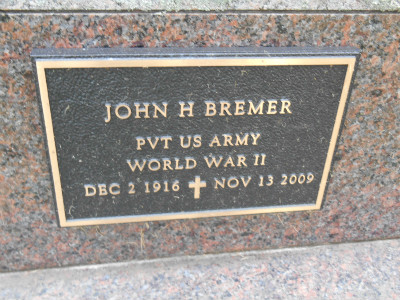 JOHN H BREMER
PVT US ARMY
WORLD WAR II
DEC 2 1916 ✝ NOV 13 2009